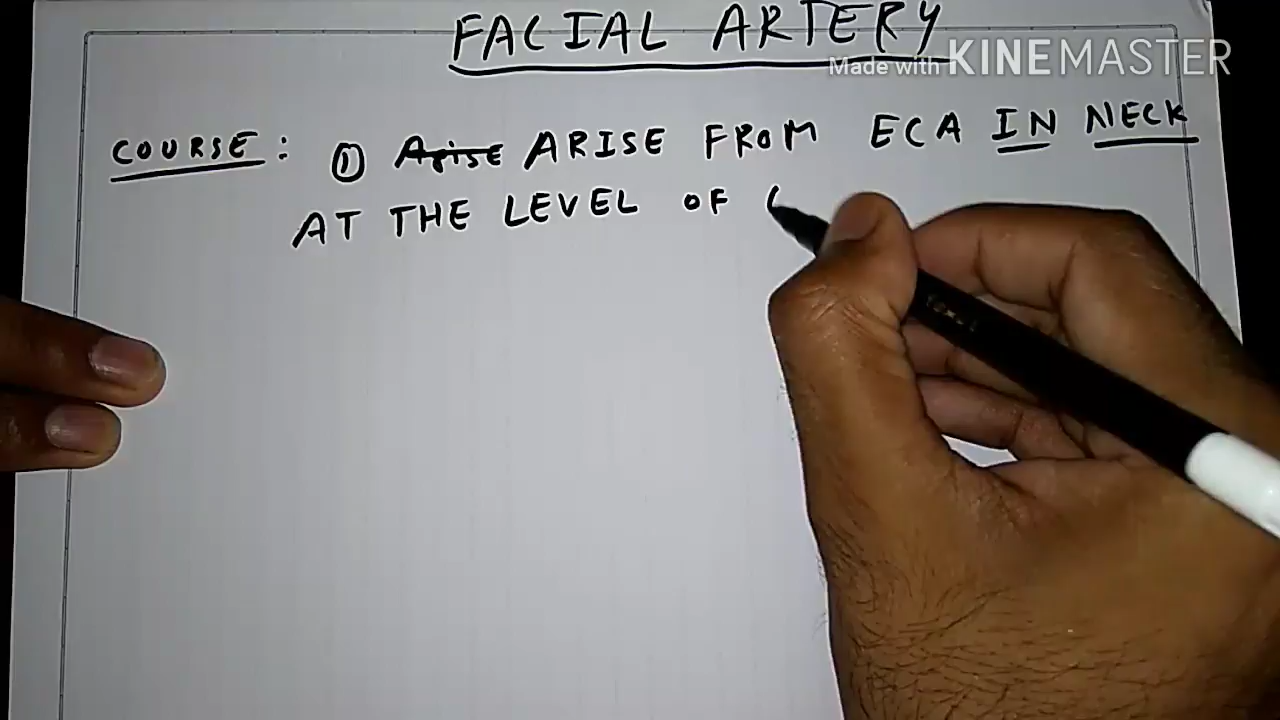 FACIAL ARTERY
Made with KINEMASTER
COURSE : ① Arise ARISE FROM ECA IN NECK
AT THE LEVEL OF